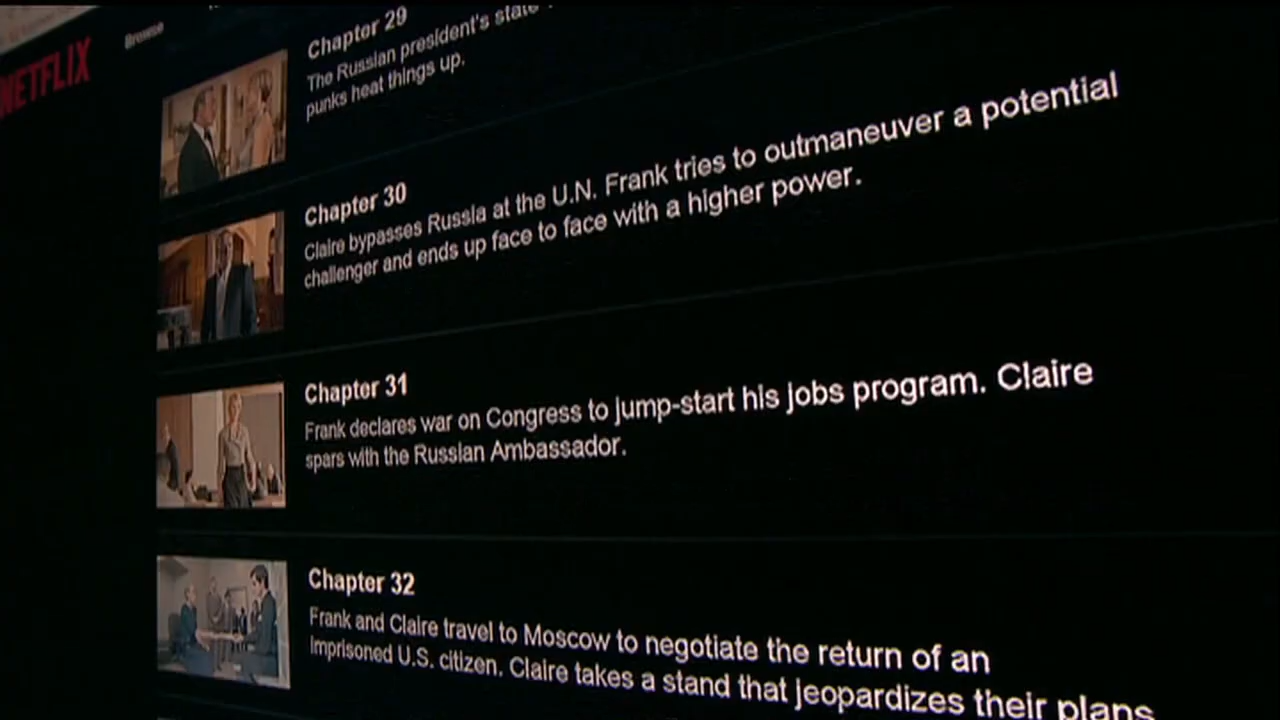 NETFLIX
Browse
Chapter 29
The Russian president's state
punks heat things up.
Chapter 30
Claire bypasses Russia at the U.N. Frank tries to outmaneuver a potential
challenger and ends up face to face with a higher power.
Chapter 31
Frank declares war on Congress to jump-start his jobs program. Claire
spars with the Russian Ambassador.
Chapter 32
Frank and Claire travel to Moscow to negotiate the return of an
imprisoned U.S. citizen. Claire takes a stand that jeopardizes their plans